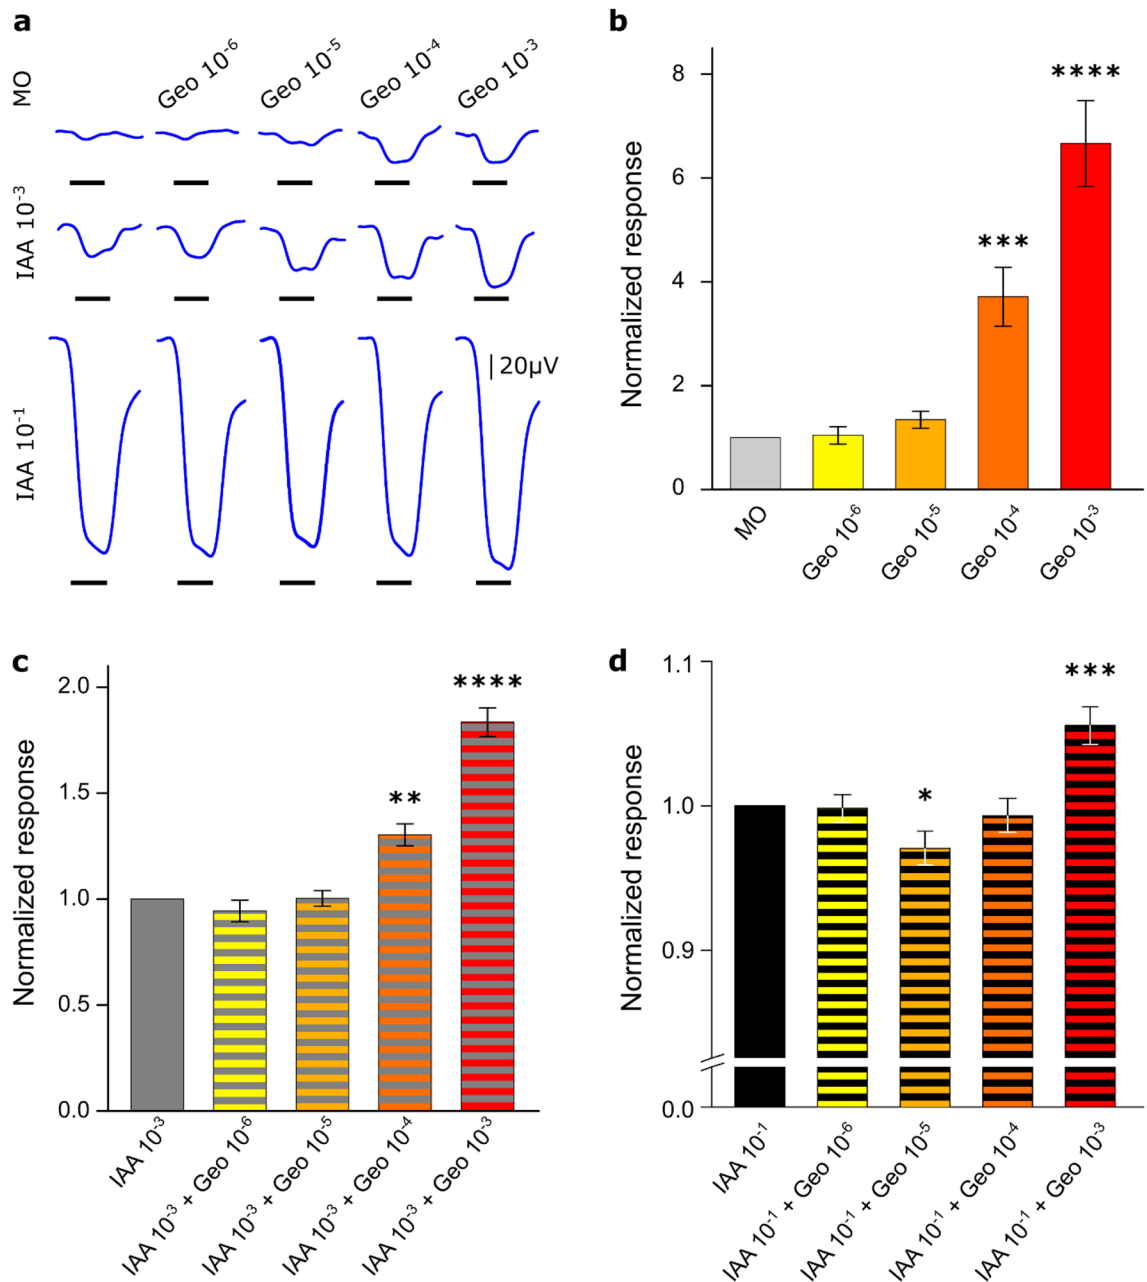 a
MO
Geo 10⁻⁶
Geo 10⁻⁵
Geo 10⁻⁴
Geo 10⁻³
IAA 10⁻³
IAA 10⁻¹
20µV
b
Normalized response
8
6
4
2
0
****
***
MO
Geo 10⁻⁶
Geo 10⁻⁵
Geo 10⁻⁴
Geo 10⁻³
c
Normalized response
2.0
1.5
1.0
0.5
0.0
****
**
IAA 10⁻³
IAA 10⁻³ + Geo 10⁻⁶
IAA 10⁻³ + Geo 10⁻⁵
IAA 10⁻³ + Geo 10⁻⁴
IAA 10⁻³ + Geo 10⁻³
d
Normalized response
1.1
1.0
0.9
0.0
***
*
IAA 10⁻¹
IAA 10⁻¹ + Geo 10⁻⁶
IAA 10⁻¹ + Geo 10⁻⁵
IAA 10⁻¹ + Geo 10⁻⁴
IAA 10⁻¹ + Geo 10⁻³